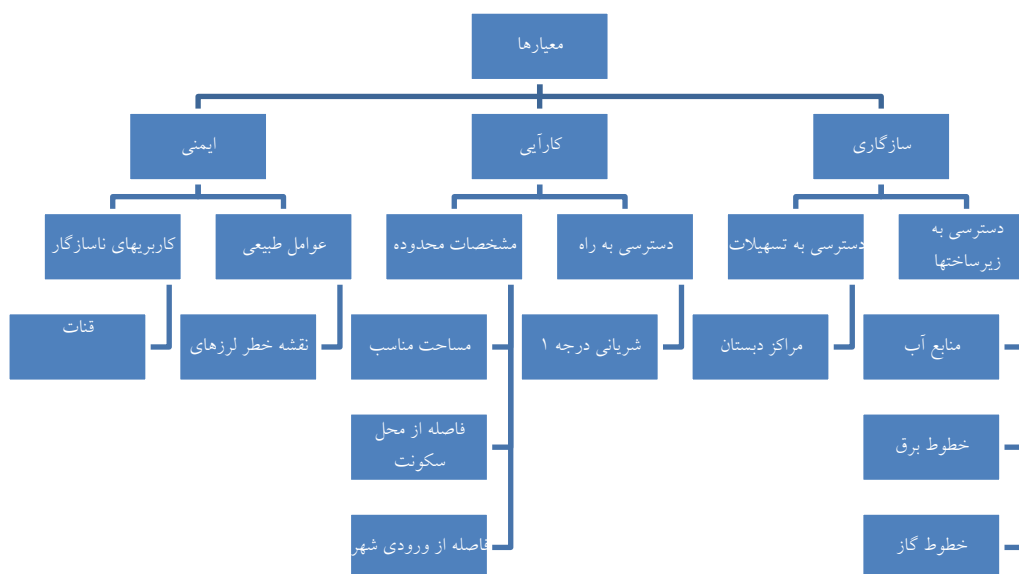 معیارها
سازگاری
کارآیی
ایمنی
دسترسی به
زیرساختها
دسترسی به تسهیلات
دسترسی به راه
مشخصات محدوده
عوامل طبیعی
کاربریهای ناسازگار
منابع آب
مراکز دبستان
شریانی درجه ۱
مساحت مناسب
نقشه خطر لرزهای
قنات
خطوط برق
فاصله از محل
سکونت
خطوط گاز
فاصله از ورودی شهر